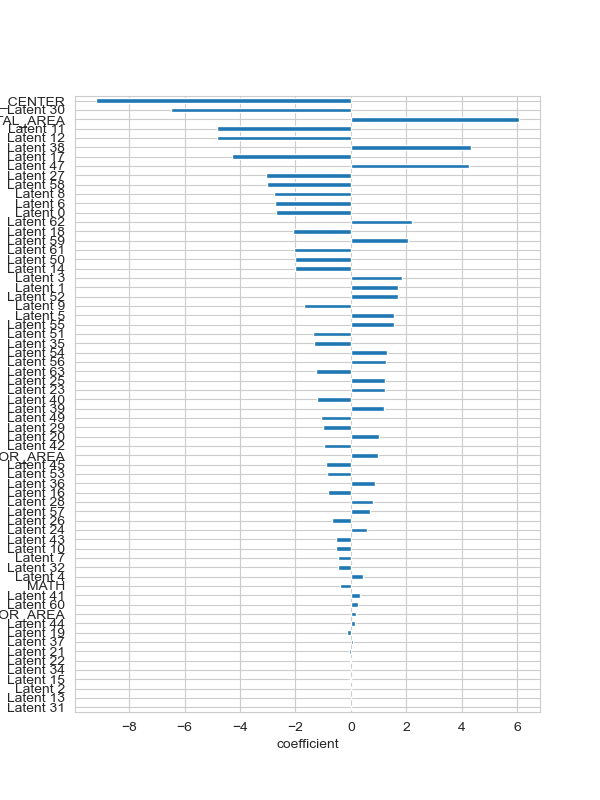 _CENTER
Latent 30
TAL_AREA
Latent 11
Latent 12
Latent 38
Latent 17
Latent 47
Latent 27
Latent 58
Latent 8
Latent 6
Latent 0
Latent 62
Latent 18
Latent 59
Latent 61
Latent 50
Latent 14
Latent 3
Latent 1
Latent 52
Latent 9
Latent 5
Latent 55
Latent 51
Latent 35
Latent 54
Latent 56
Latent 63
Latent 25
Latent 23
Latent 40
Latent 39
Latent 49
Latent 29
Latent 20
Latent 42
OR_AREA
Latent 45
Latent 53
Latent 36
Latent 16
Latent 28
Latent 57
Latent 26
Latent 24
Latent 43
Latent 10
Latent 7
Latent 32
Latent 4
MATH
Latent 41
Latent 60
OR_AREA
Latent 44
Latent 19
Latent 37
Latent 21
Latent 22
Latent 34
Latent 15
Latent 2
Latent 13
Latent 31
−8 −6 −4 −2 0 2 4 6
coefficient